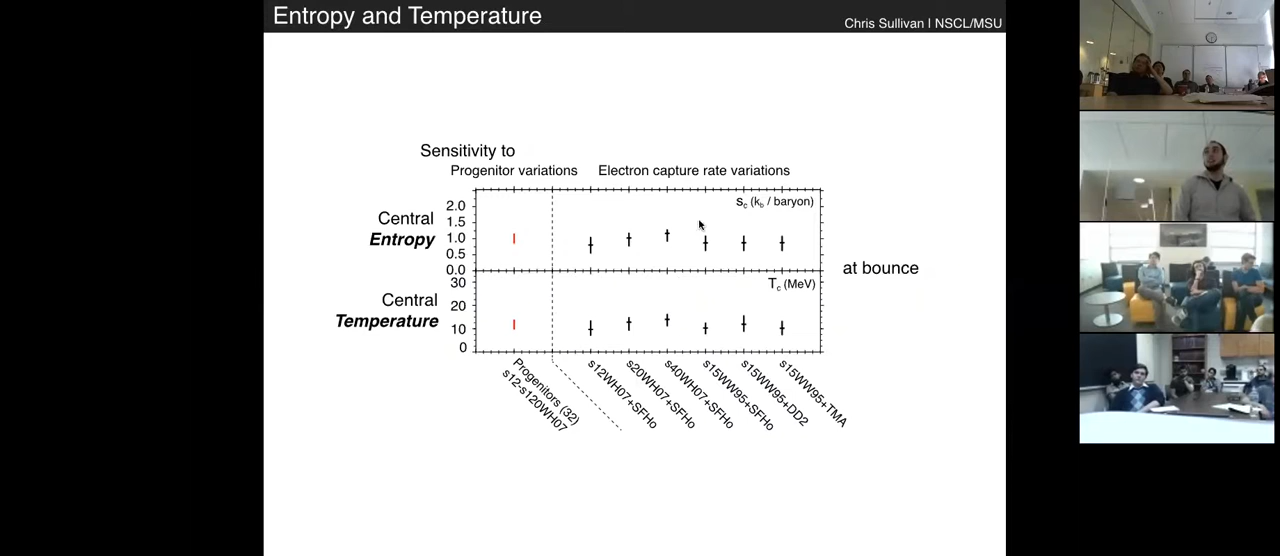 Entropy and Temperature
Chris Sullivan | NSCL/MSU
Sensitivity to
Progenitor variations
Electron capture rate variations
s_c (k_b / baryon)
2.0
1.5
1.0
0.5
0.0
Central
Entropy
at bounce
T_c (MeV)
30
20
10
0
Central
Temperature
Progenitors (32)
s12-s120WH07
s12WH07+SFHo
s20WH07+SFHo
s40WH07+SFHo
s15WW95+SFHo
s15WW95+DD2
s15WW95+TMA